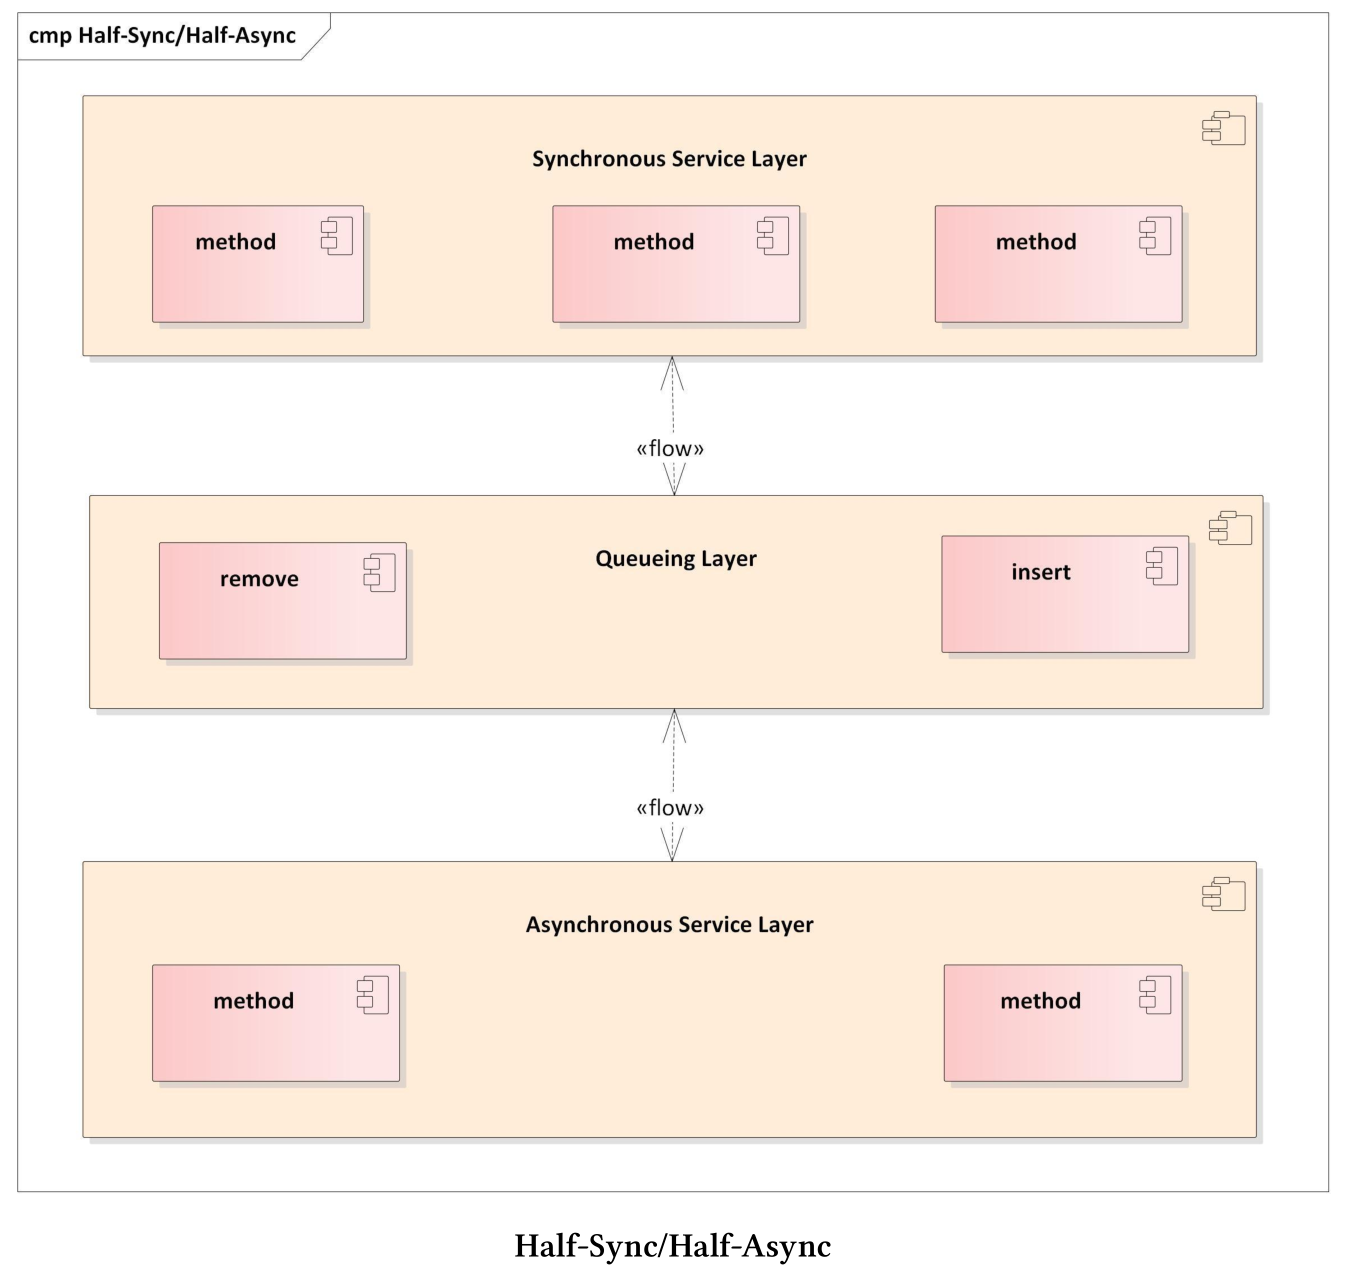 cmp Half-Sync/Half-Async
Synchronous Service Layer
method
method
method
«flow»
Queueing Layer
remove
insert
«flow»
Asynchronous Service Layer
method
method
Half-Sync/Half-Async